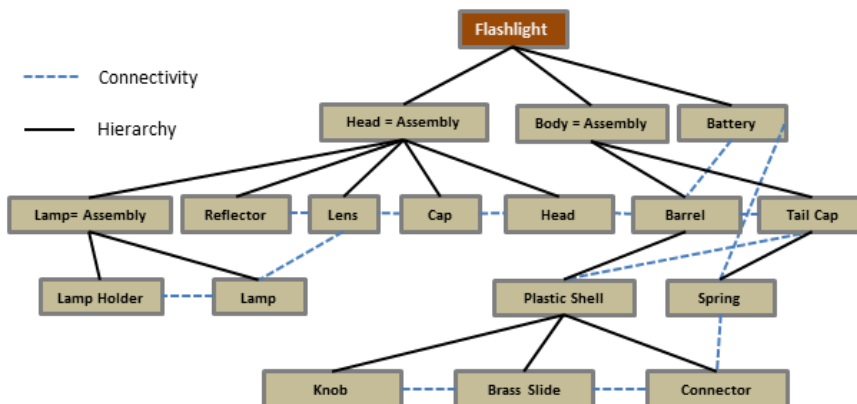 Flashlight
Connectivity
Hierarchy
Head = Assembly
Body = Assembly
Battery
Lamp= Assembly
Reflector
Lens
Cap
Head
Barrel
Tail Cap
Lamp Holder
Lamp
Plastic Shell
Spring
Knob
Brass Slide
Connector